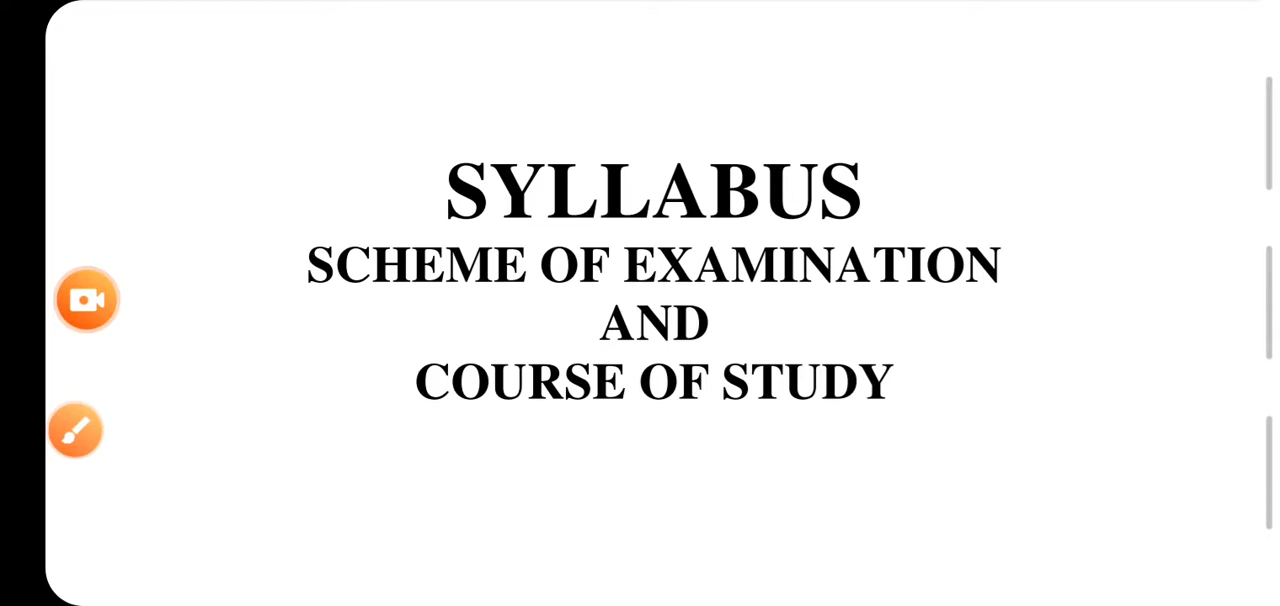 SYLLABUS
SCHEME OF EXAMINATION
AND
COURSE OF STUDY